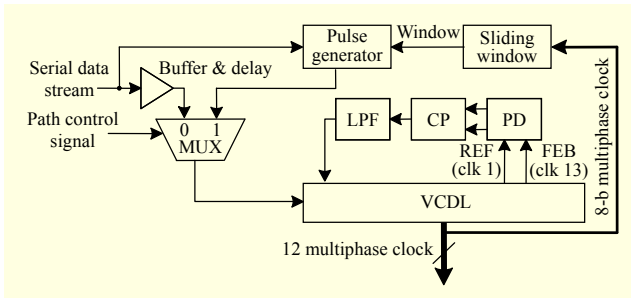 Pulse
generator
Window
Sliding
window
Serial data
stream
Buffer & delay
Path control
signal
0 1
MUX
LPF
CP
PD
REF
(clk 1)
FEB
(clk 13)
8-b multiphase clock
VCDL
12 multiphase clock